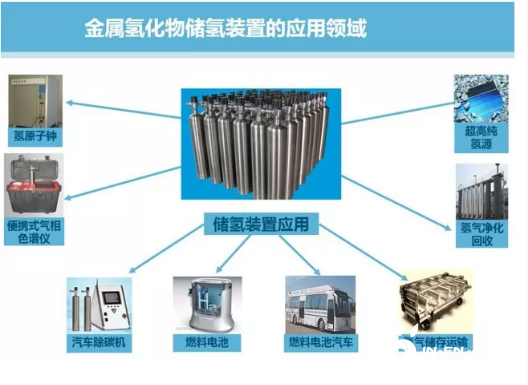 金属氢化物储氢装置的应用领域
氢原子钟
超高纯
氢源
便携式气相
色谱仪
氢气净化
回收
储氢装置应用
汽车除碳机
燃料电池
燃料电池汽车
气储存运输